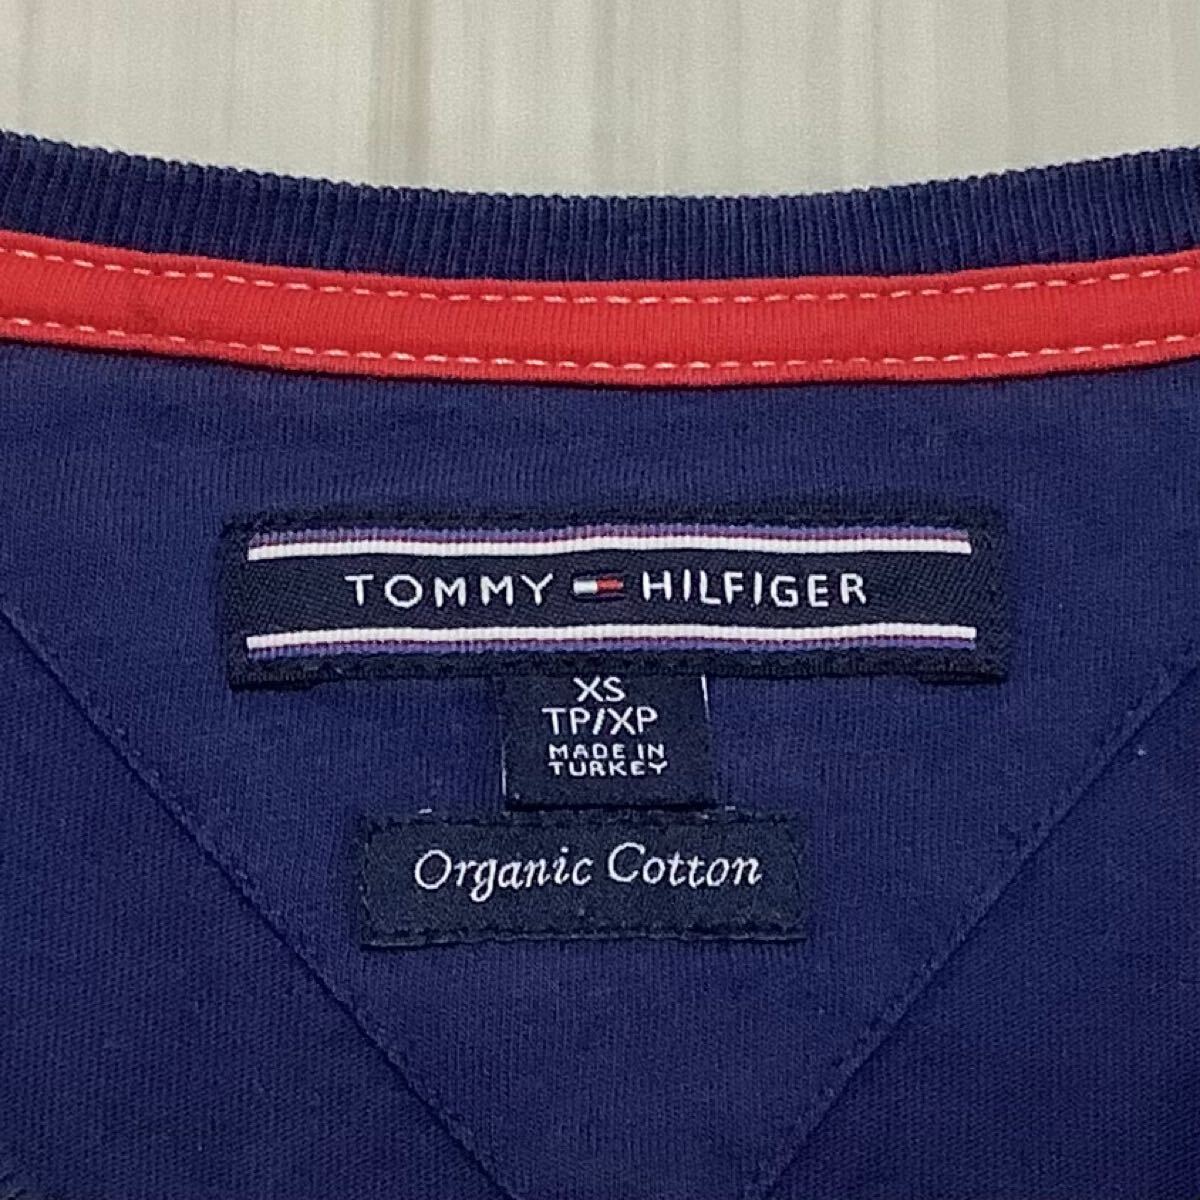 TOMMY HILFIGER
XS
TP/XP
MADE IN
TURKEY
Organic Cotton